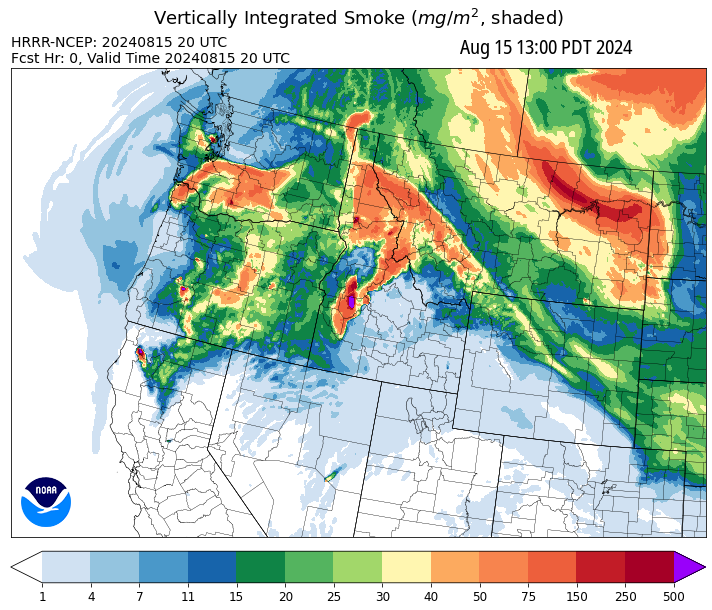 Vertically Integrated Smoke (mg/m², shaded)
HRRR-NCEP: 20240815 20 UTC
Fcst Hr: 0, Valid Time 20240815 20 UTC
Aug 15 13:00 PDT 2024
NOAA
1 4 7 11 15 20 25 30 40 50 75 150 250 500